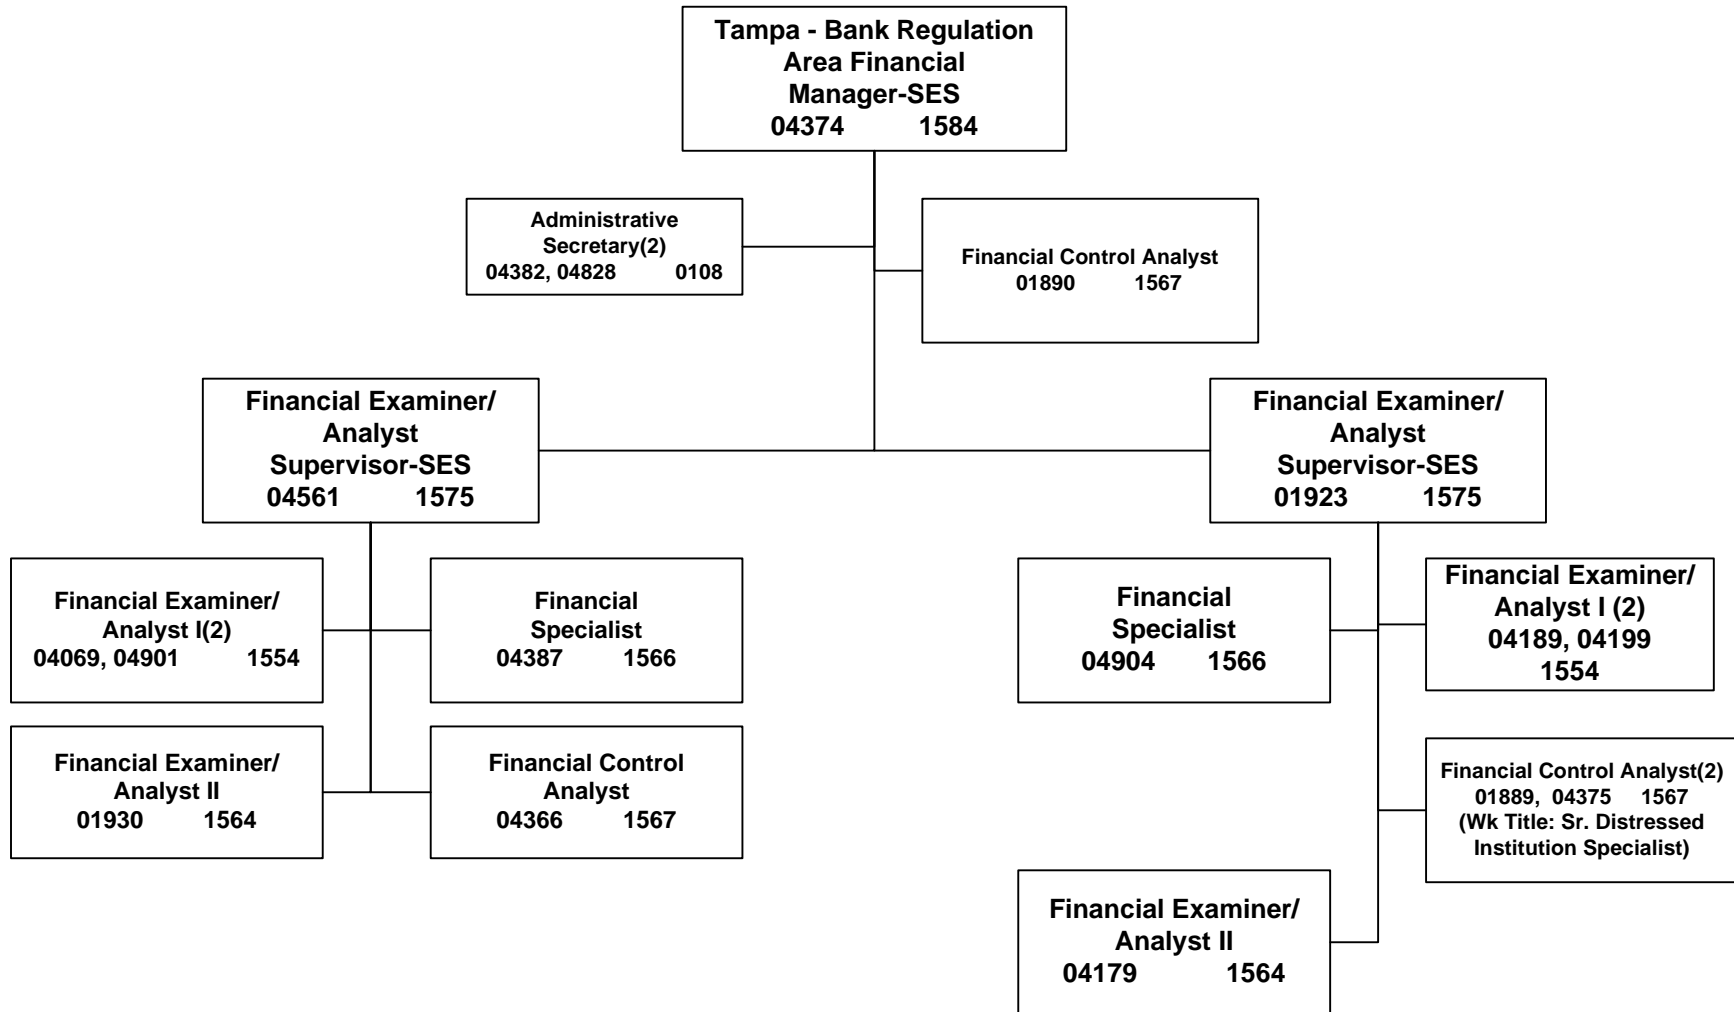 Tampa - Bank Regulation
Area Financial
Manager-SES
04374 1584
Administrative
Secretary(2)
04382, 04828 0108
Financial Control Analyst
01890 1567
Financial Examiner/
Analyst
Supervisor-SES
04561 1575
Financial Examiner/
Analyst
Supervisor-SES
01923 1575
Financial Examiner/
Analyst I(2)
04069, 04901 1554
Financial
Specialist
04387 1566
Financial
Specialist
04904 1566
Financial Examiner/
Analyst I (2)
04189, 04199
1554
Financial Examiner/
Analyst II
01930 1564
Financial Control
Analyst
04366 1567
Financial Control Analyst(2)
01889, 04375 1567
(Wk Title: Sr. Distressed
Institution Specialist)
Financial Examiner/
Analyst II
04179 1564